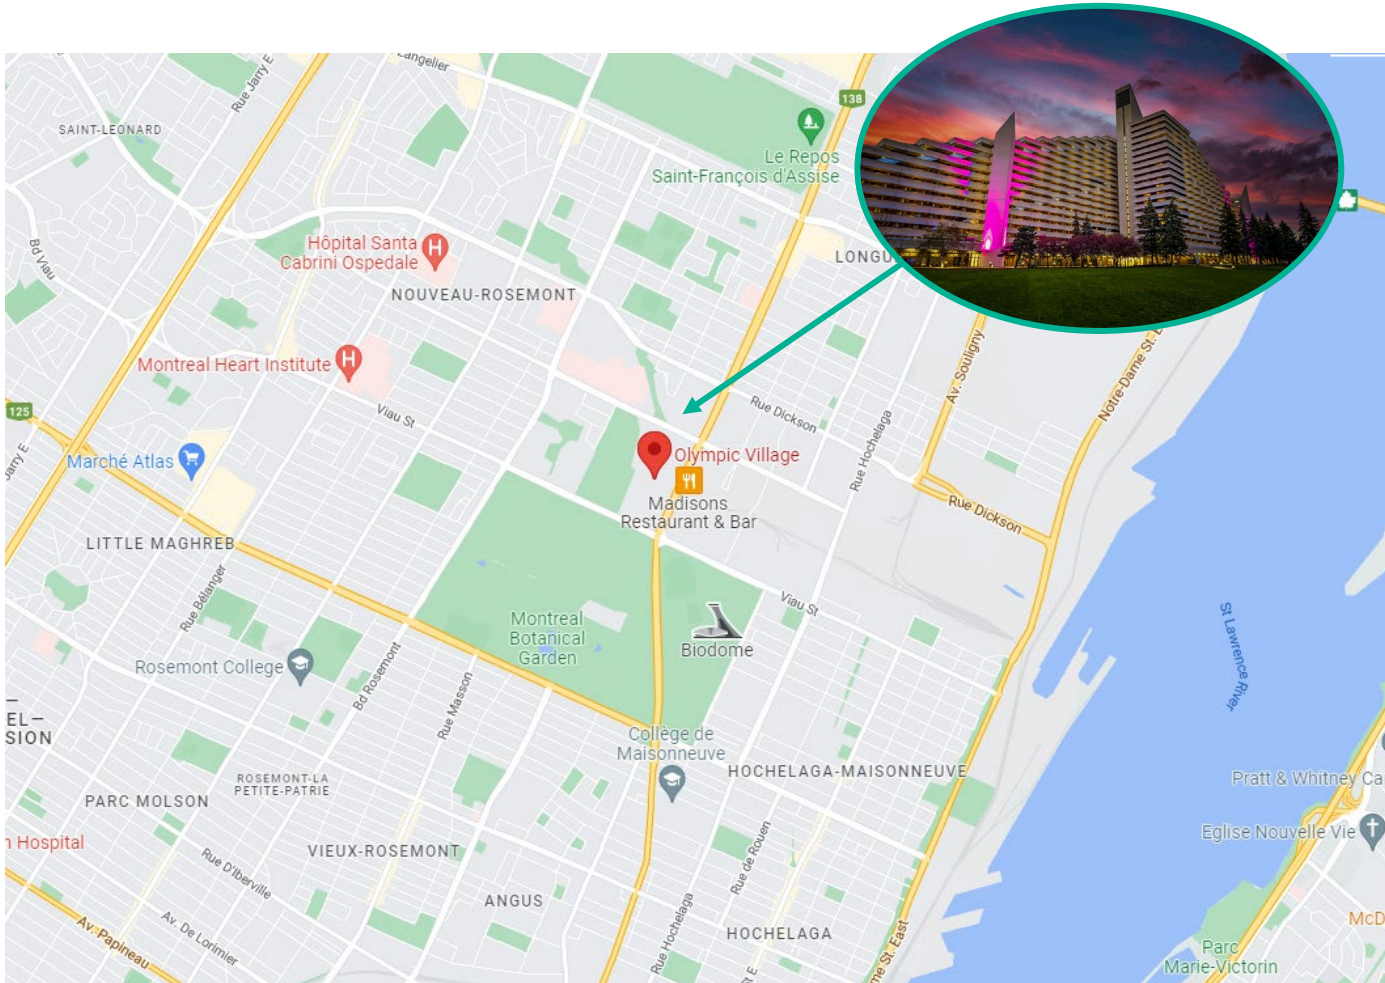 Langelier
Rue Jarry E
138
SAINT-LEONARD
Le Repos
Saint-François d'Assise
Bd Viau
Hôpital Santa
Cabrini Ospedale
LONGU
NOUVEAU-ROSEMONT
Montreal Heart Institute
Viau St
Rue Dickson
Av. Souligny
Notre-Dame St. E
125
Jarry E
Marché Atlas
Olympic Village
Rue Hochelaga
Madisons
Restaurant & Bar
Rue Dickson
LITTLE MAGHREB
Rue Bélanger
Viau St
Montreal
Botanical
Garden
Biodome
St Lawrence River
Rosemont College
Bd Rosemont
Rue Masson
EL–
SION
Collège de
Maisonneuve
HOCHELAGA-MAISONNEUVE
ROSEMONT-LA
PETITE-PATRIE
PARC MOLSON
Pratt & Whitney Ca
Eglise Nouvelle Vie
n Hospital
VIEUX-ROSEMONT
Rue D'Iberville
Rue de Rouen
ANGUS
Av. De Lorimier
Av. Papineau
Rue Hochelaga
HOCHELAGA
me St. East
St E
McD
Parc
Marie-Victorin